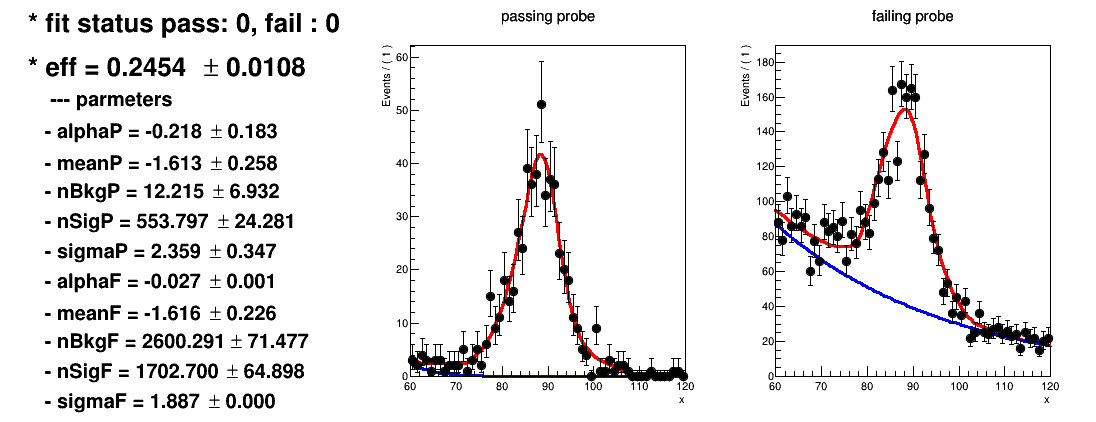 * fit status pass: 0, fail : 0
* eff = 0.2454 ± 0.0108
--- parmeters
- alphaP = -0.218 ± 0.183
- meanP = -1.613 ± 0.258
- nBkgP = 12.215 ± 6.932
- nSigP = 553.797 ± 24.281
- sigmaP = 2.359 ± 0.347
- alphaF = -0.027 ± 0.001
- meanF = -1.616 ± 0.226
- nBkgF = 2600.291 ± 71.477
- nSigF = 1702.700 ± 64.898
- sigmaF = 1.887 ± 0.000
passing probe
Events / ( 1 )
60
50
40
30
20
10
0
60 70 80 90 100 110 120
x
failing probe
Events / ( 1 )
180
160
140
120
100
80
60
40
20
0
60 70 80 90 100 110 120
x